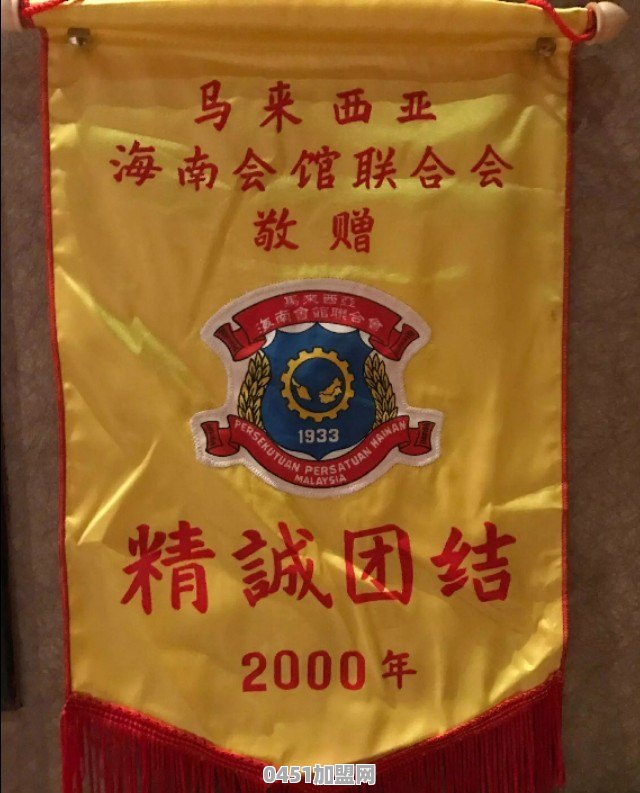 马来西亚
海南会馆联合会
敬赠
馬來西亞
海南會館聯合會
1933
PERSEKUTUAN PERSATUAN HAINAN
MALAYSIA
精誠团结
2000年
0451加盟网